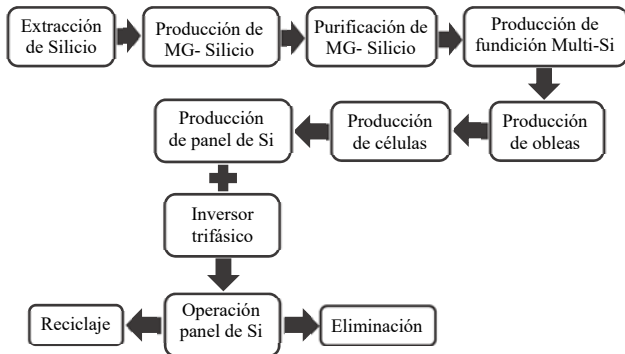 Extracción
de Silicio
Producción de
MG- Silicio
Purificación de
MG- Silicio
Producción de
fundición Multi-Si
Producción
de panel de Si
Producción
de células
Producción
de obleas
Inversor
trifásico
Reciclaje
Operación
panel de Si
Eliminación